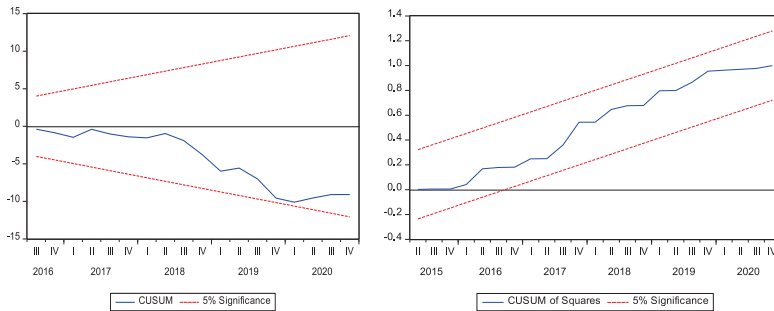 15
10
5
0
-5
-10
-15
III IV I II III IV I II III IV I II III IV I II III IV
2016 2017 2018 2019 2020
CUSUM 5% Significance
1.4
1.2
1.0
0.8
0.6
0.4
0.2
0.0
-0.2
-0.4
II III IV I II III IV I II III IV I II III IV I II III IV I II III IV
2015 2016 2017 2018 2019 2020
CUSUM of Squares 5% Significance